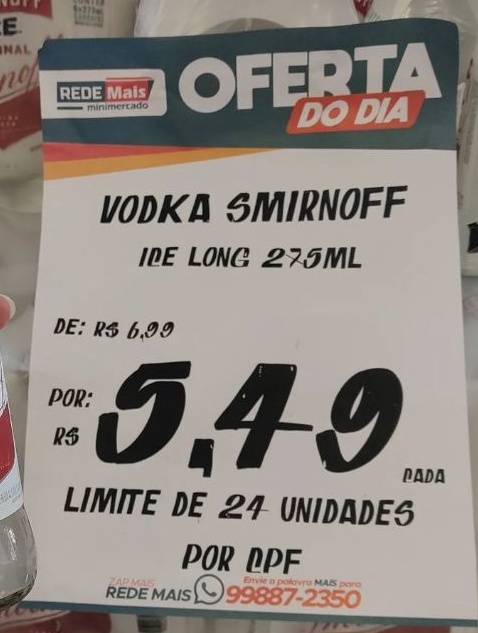 REDE Mais
minimercado
OFERTA
DO DIA
VODKA SMIRNOFF
ICE LONG 275ML
DE: R$ 6,99
POR:
R$ 5,49
CADA
LIMITE DE 24 UNIDADES
POR CPF
ZAP MAIS
REDE MAIS
Envie a palavra MAIS para
99887-2350